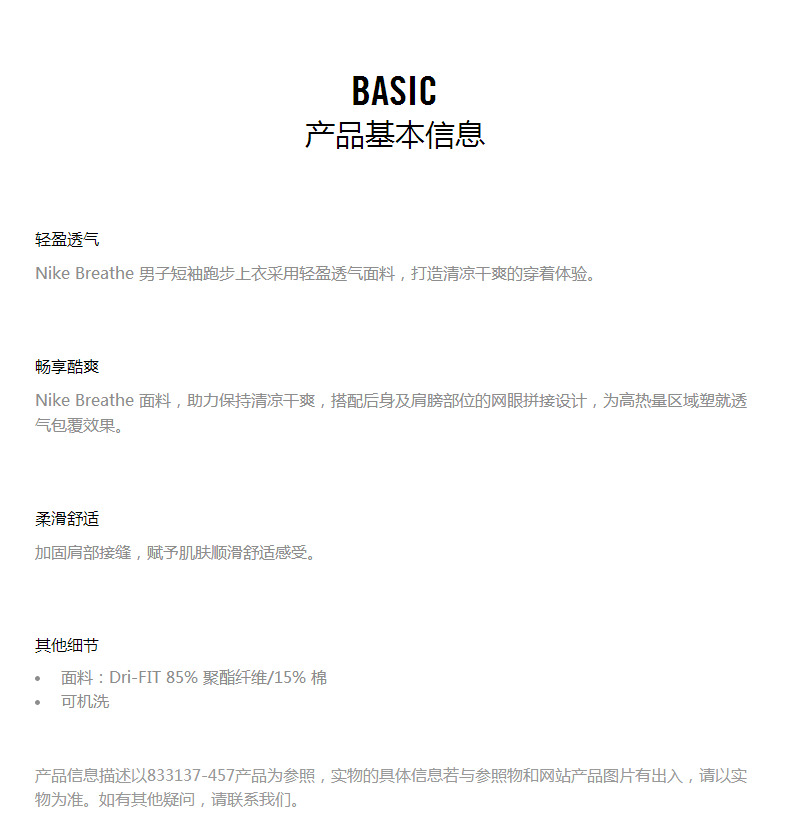 BASIC
产品基本信息
轻盈透气
Nike Breathe 男子短袖跑步上衣采用轻盈透气面料，打造清凉干爽的穿着体验。
畅享酷爽
Nike Breathe 面料，助力保持清凉干爽，搭配后身及肩膀部位的网眼拼接设计，为高热量区域塑就透
气包覆效果。
柔滑舒适
加固肩部接缝，赋予肌肤顺滑舒适感受。
其他细节
• 面料：Dri-FIT 85% 聚酯纤维/15% 棉
• 可机洗
产品信息描述以833137-457产品为参照，实物的具体信息若与参照物和网站产品图片有出入，请以实
物为准。如有其他疑问，请联系我们。